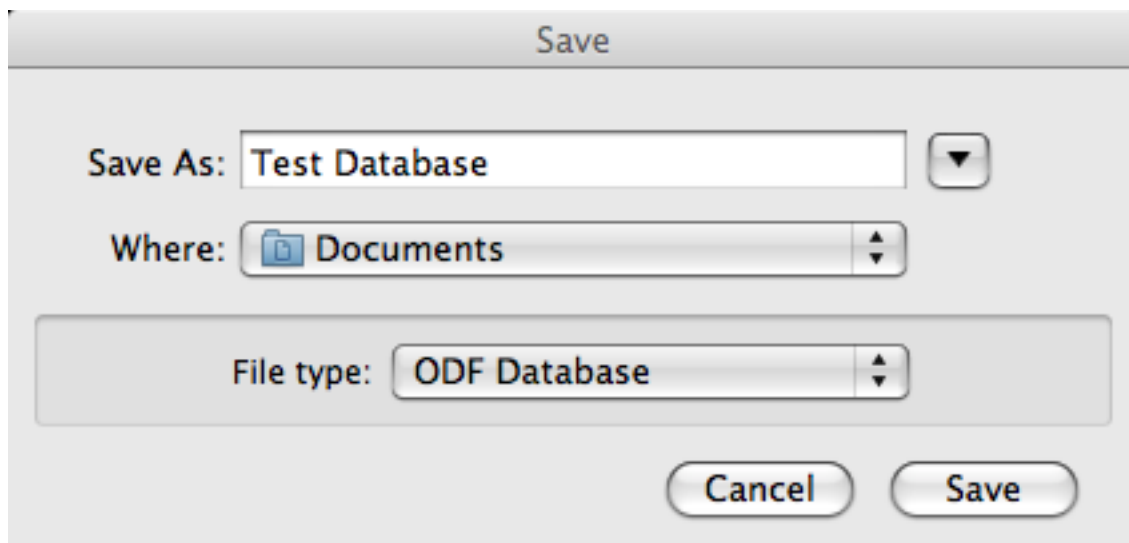 Save
Save As: Test Database
Where: Documents
File type: ODF Database
Cancel Save